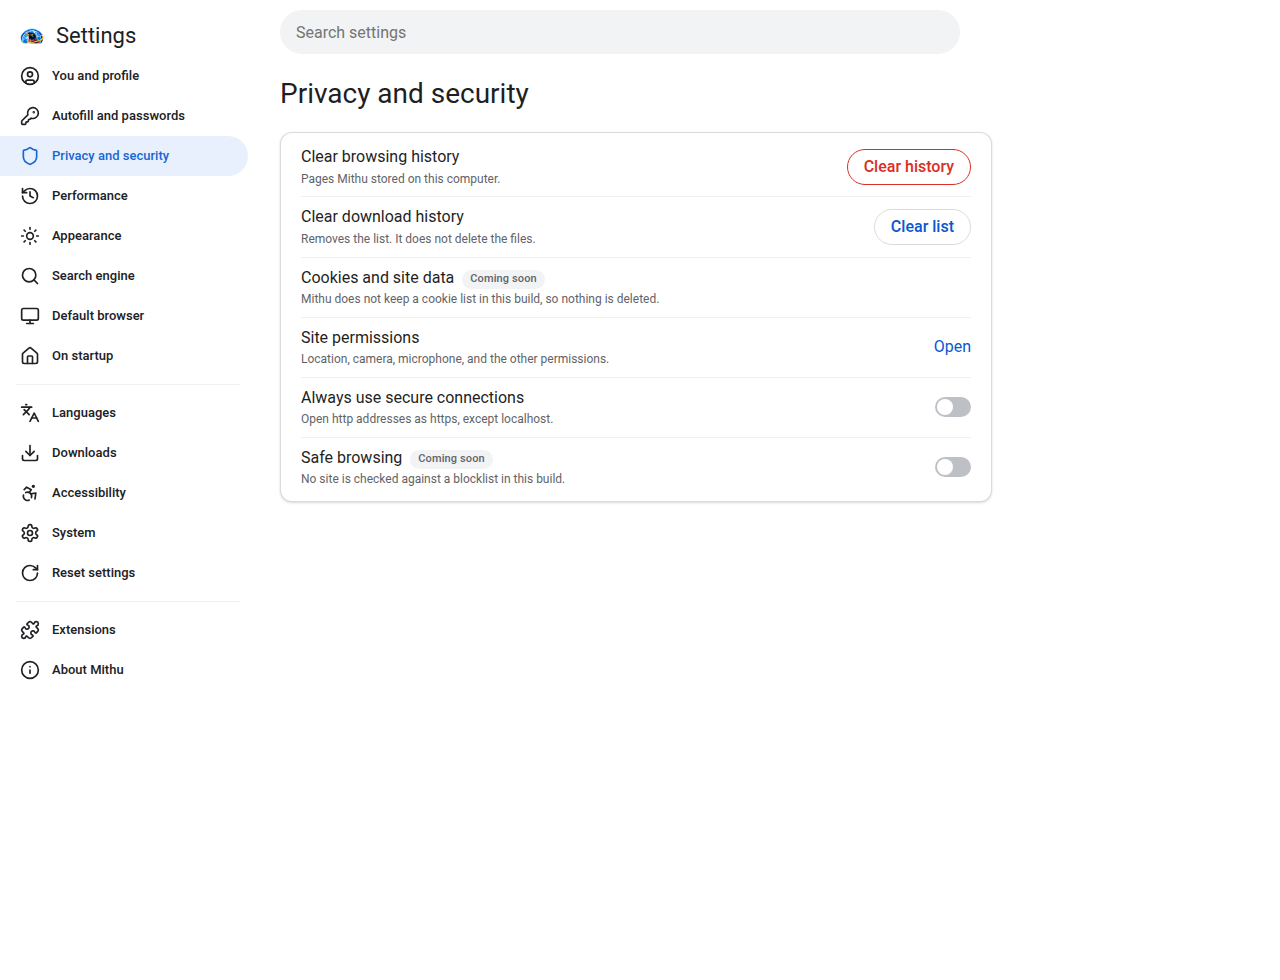 Settings
You and profile
Autofill and passwords
Privacy and security
Performance
Appearance
Search engine
Default browser
On startup
Languages
Downloads
Accessibility
System
Reset settings
Extensions
About Mithu
Search settings
Privacy and security
Clear browsing history
Pages Mithu stored on this computer.
Clear history
Clear download history
Removes the list. It does not delete the files.
Clear list
Cookies and site data Coming soon
Mithu does not keep a cookie list in this build, so nothing is deleted.
Site permissions
Location, camera, microphone, and the other permissions.
Open
Always use secure connections
Open http addresses as https, except localhost.
Safe browsing Coming soon
No site is checked against a blocklist in this build.